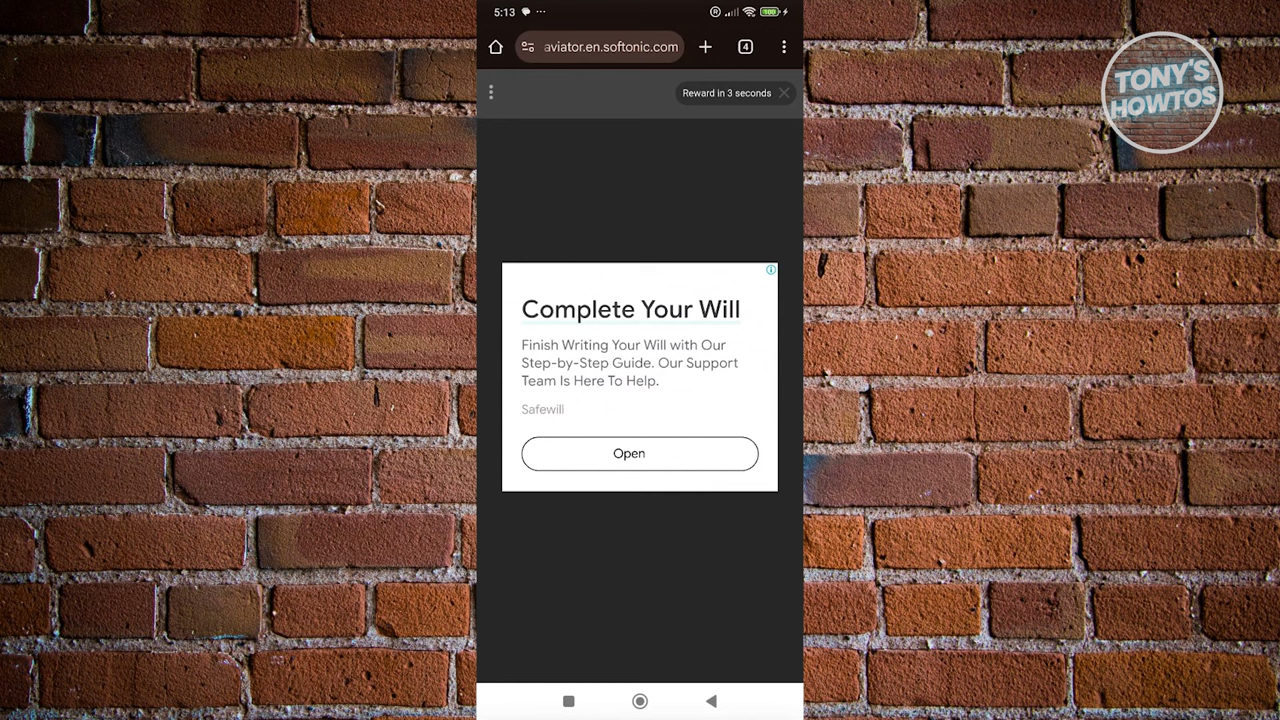 5:13
100
aviator.en.softonic.com
4
Reward in 3 seconds
TONY'S
HOWTOS
Complete Your Will
Finish Writing Your Will with Our
Step-by-Step Guide. Our Support
Team Is Here To Help.
Safewill
Open